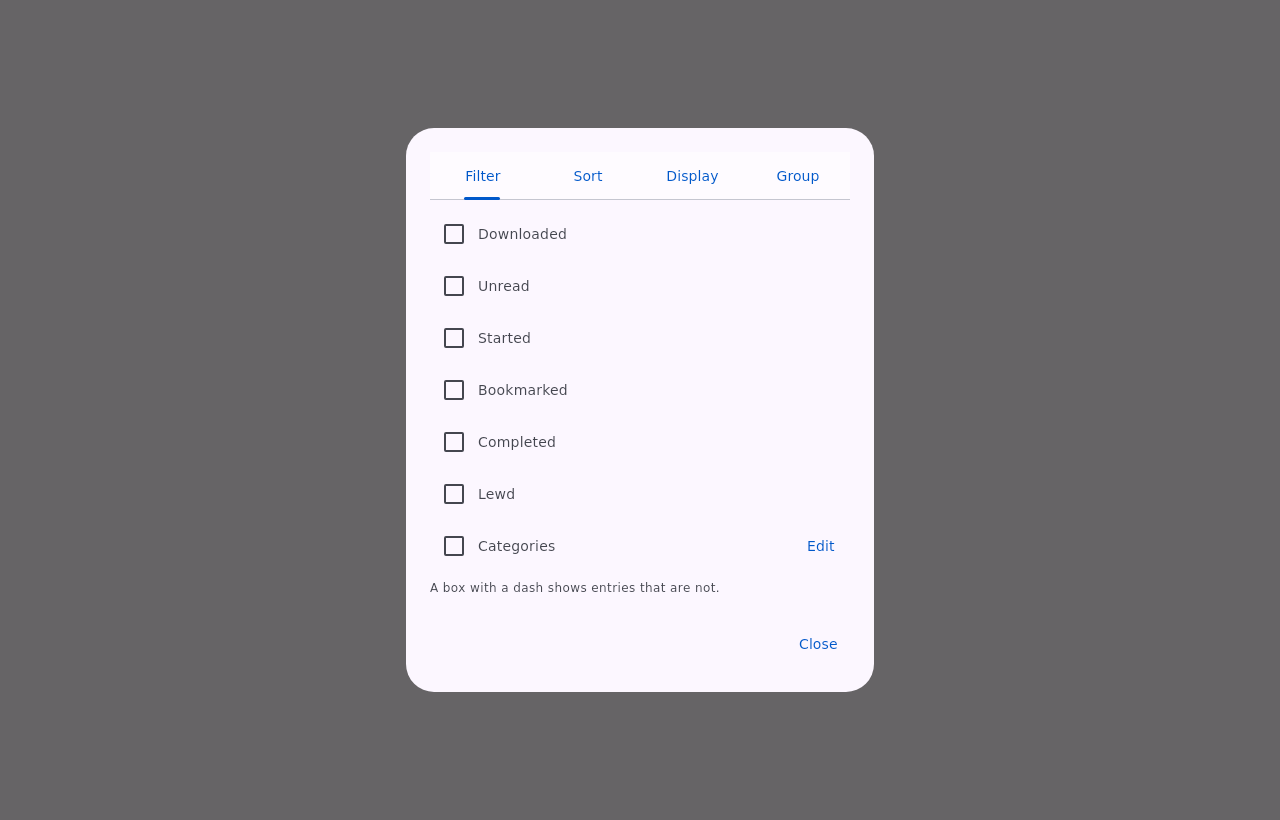 Filter Sort Display Group
Downloaded
Unread
Started
Bookmarked
Completed
Lewd
Categories Edit
A box with a dash shows entries that are not.
Close